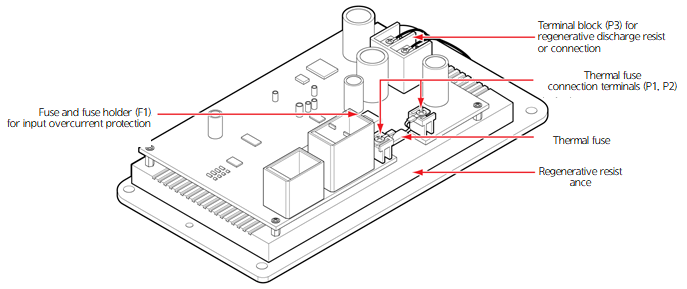 Terminal block (P3) for
regenerative discharge resist
or connection
Thermal fuse
connection terminals (P1, P2)
Fuse and fuse holder (F1)
for input overcurrent protection
Thermal fuse
Regenerative resist
ance